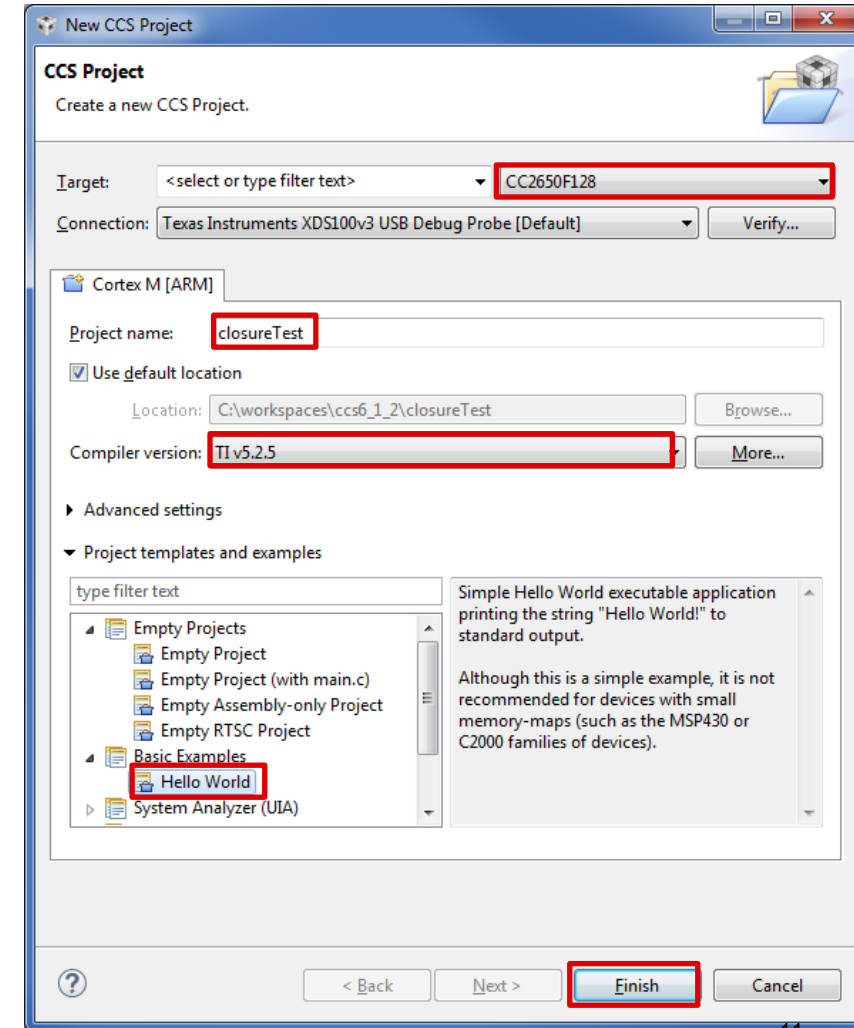 New CCS Project
CCS Project
Create a new CCS Project.
Target: <select or type filter text> CC2650F128
Connection: Texas Instruments XDS100v3 USB Debug Probe [Default] Verify...
Cortex M [ARM]
Project name: closureTest
Use default location
Location: C:\workspaces\ccs6_1_2\closureTest Browse...
Compiler version: TI v5.2.5 More...
Advanced settings
Project templates and examples
type filter text
Empty Projects
Empty Project
Empty Project (with main.c)
Empty Assembly-only Project
Empty RTSC Project
Basic Examples
Hello World
System Analyzer (UIA)
Simple Hello World executable application
printing the string "Hello World!" to
standard output.
Although this is a simple example, it is not
recommended for devices with small
memory-maps (such as the MSP430 or
C2000 families of devices).
? < Back Next > Finish Cancel